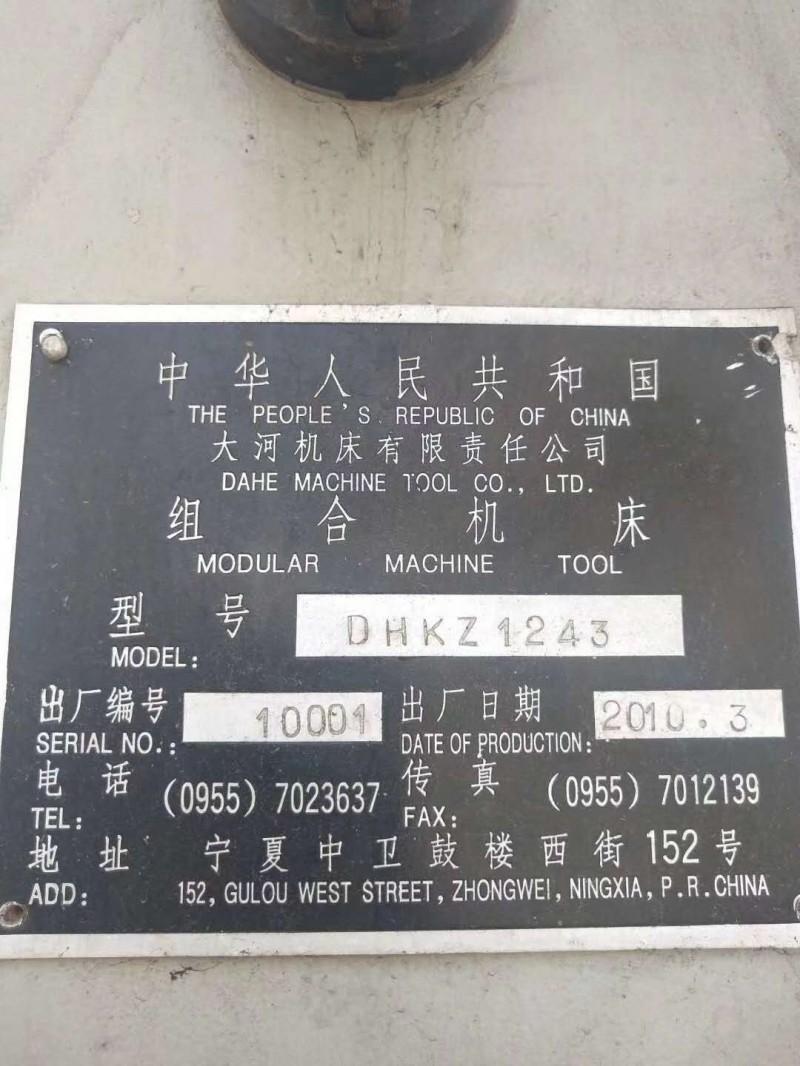 中华人民共和国
THE PEOPLE'S REPUBLIC OF CHINA
大河机床有限责任公司
DAHE MACHINE TOOL CO., LTD.
组合机床
MODULAR MACHINE TOOL
型号 DHKZ1243
MODEL:
出厂编号 10001 出厂日期 2010.3
SERIAL NO.: DATE OF PRODUCTION:
电话 (0955) 7023637 传真 (0955) 7012139
TEL: FAX:
地址 宁夏中卫鼓楼西街152号
ADD: 152, GULOU WEST STREET, ZHONGWEI, NINGXIA, P.R.CHINA